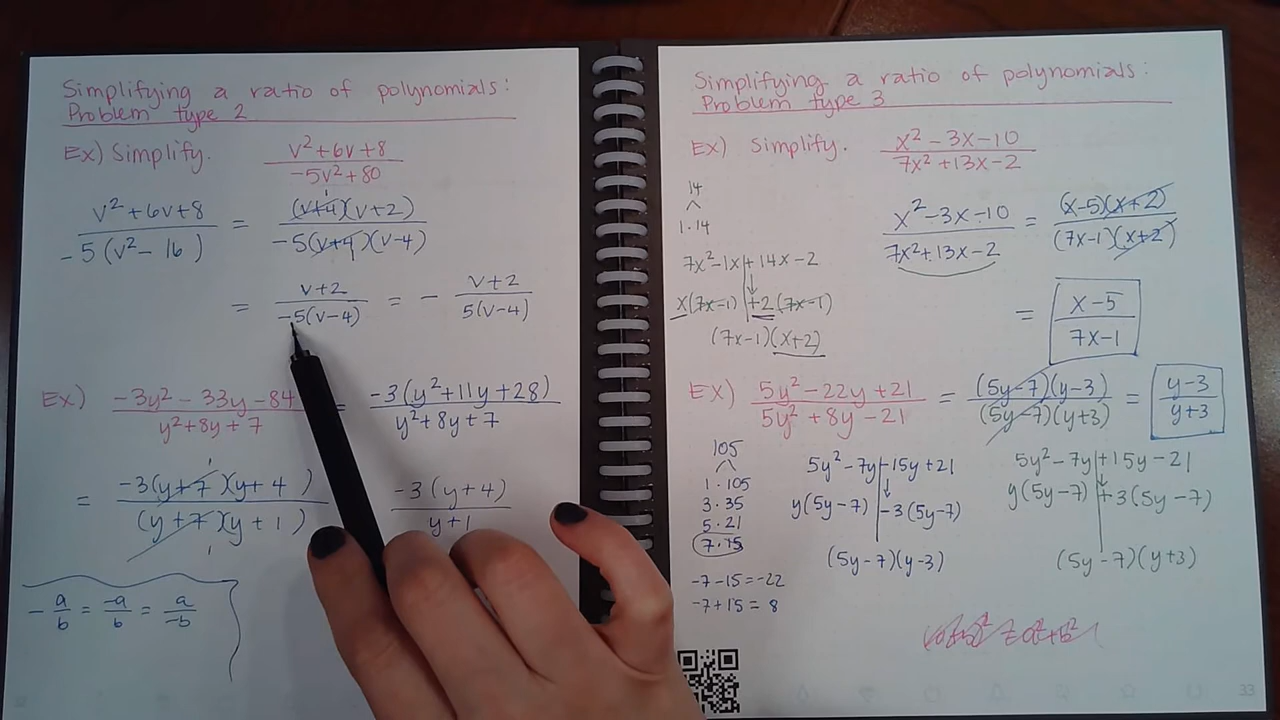 Simplifying a ratio of polynomials:
Problem type 2
Ex) Simplify. v²+6v+8 / -5v²+80
v²+6v+8 / -5(v²-16) = (v+4)(v+2) / -5(v+4)(v-4)
= v+2 / -5(v-4) = - v+2 / 5(v-4)
Ex) -3y²-33y-84 / y²+8y+7 = -3(y²+11y+28) / y²+8y+7
= -3(y+7)(y+4) / (y+7)(y+1) -3(y+4) / y+1
- a/b = -a/b = a/-b
Simplifying a ratio of polynomials:
Problem type 3
Ex) Simplify. x²-3x-10 / 7x²+13x-2
14
1·14
7x²-1x+14x-2
x(7x-1) +2(7x-1)
(7x-1)(x+2)
x²-3x-10 / 7x²+13x-2 = (x-5)(x+2) / (7x-1)(x+2)
= x-5 / 7x-1
Ex) 5y²-22y+21 / 5y²+8y-21 = (5y-7)(y-3) / (5y-7)(y+3) = y-3 / y+3
105
1·105
3·35
5·21
7·15
-7-15=-22
-7+15=8
5y²-7y-15y+21
y(5y-7) -3(5y-7)
(5y-7)(y-3)
5y²-7y+15y-21
y(5y-7)+3(5y-7)
(5y-7)(y+3)
33